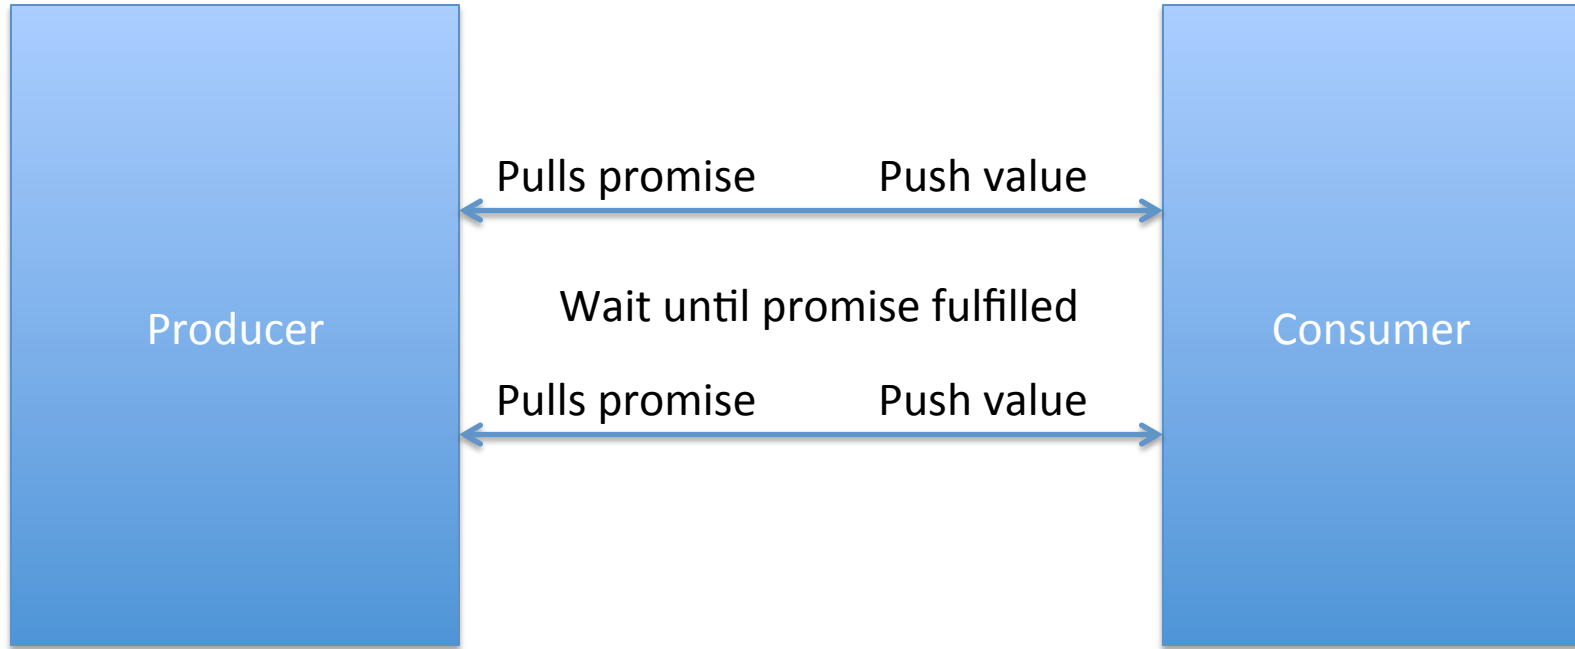 Pulls promise Push value
Wait until promise fulfilled
Producer
Consumer
Pulls promise Push value